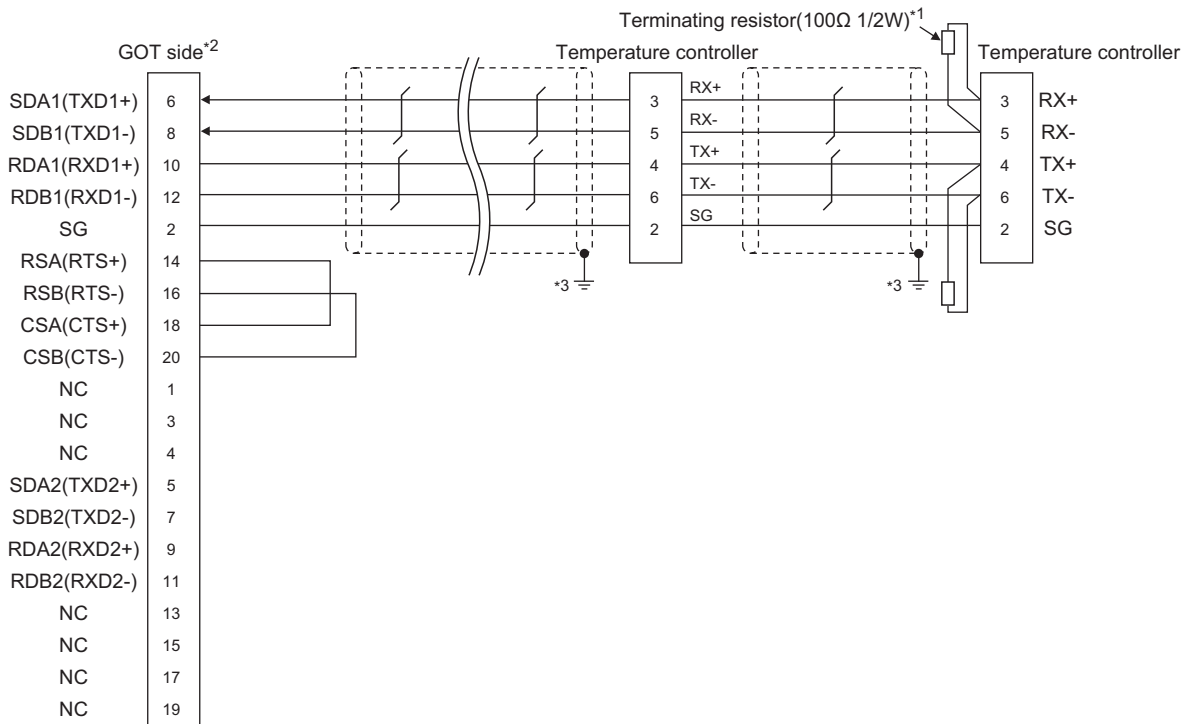 Terminating resistor(100Ω 1/2W)*1
GOT side*2 Temperature controller Temperature controller
SDA1(TXD1+) 6 3 RX+ 3 RX+
SDB1(TXD1-) 8 5 RX- 5 RX-
RDA1(RXD1+) 10 4 TX+ 4 TX+
RDB1(RXD1-) 12 6 TX- 6 TX-
SG 2 2 SG 2 SG
RSA(RTS+) 14
RSB(RTS-) 16 *3 *3
CSA(CTS+) 18
CSB(CTS-) 20
NC 1
NC 3
NC 4
SDA2(TXD2+) 5
SDB2(TXD2-) 7
RDA2(RXD2+) 9
RDB2(RXD2-) 11
NC 13
NC 15
NC 17
NC 19